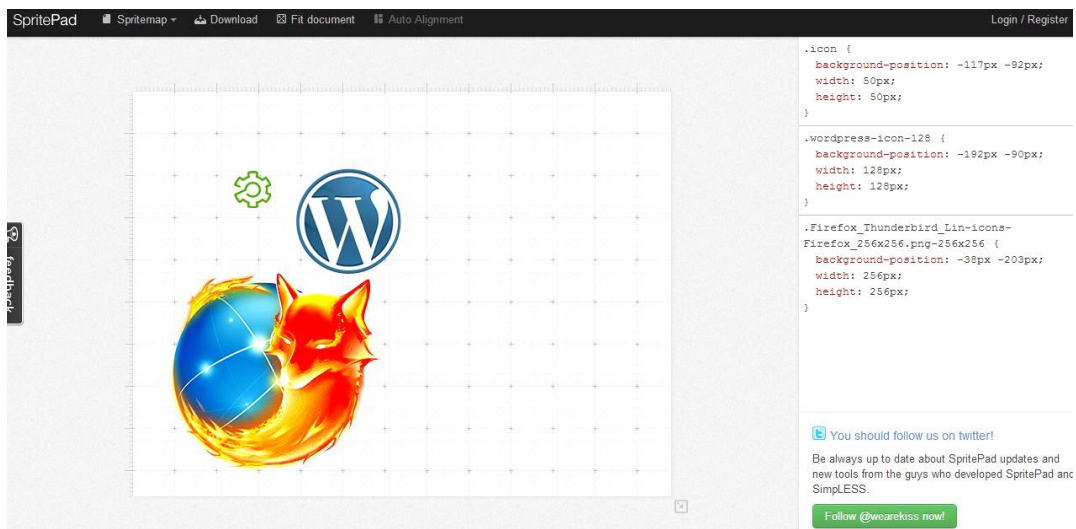 SpritePad Spritemap Download Fit document Auto Alignment Login / Register
.icon {
background-position: -117px -92px;
width: 50px;
height: 50px;
}
.wordpress-icon-128 {
background-position: -192px -90px;
width: 128px;
height: 128px;
}
.Firefox_Thunderbird_Lin-icons-
Firefox_256x256.png-256x256 {
background-position: -38px -203px;
width: 256px;
height: 256px;
}
W
feedback
You should follow us on twitter!
Be always up to date about SpritePad updates and
new tools from the guys who developed SpritePad and
SimpLESS.
Follow @wearekiss now!